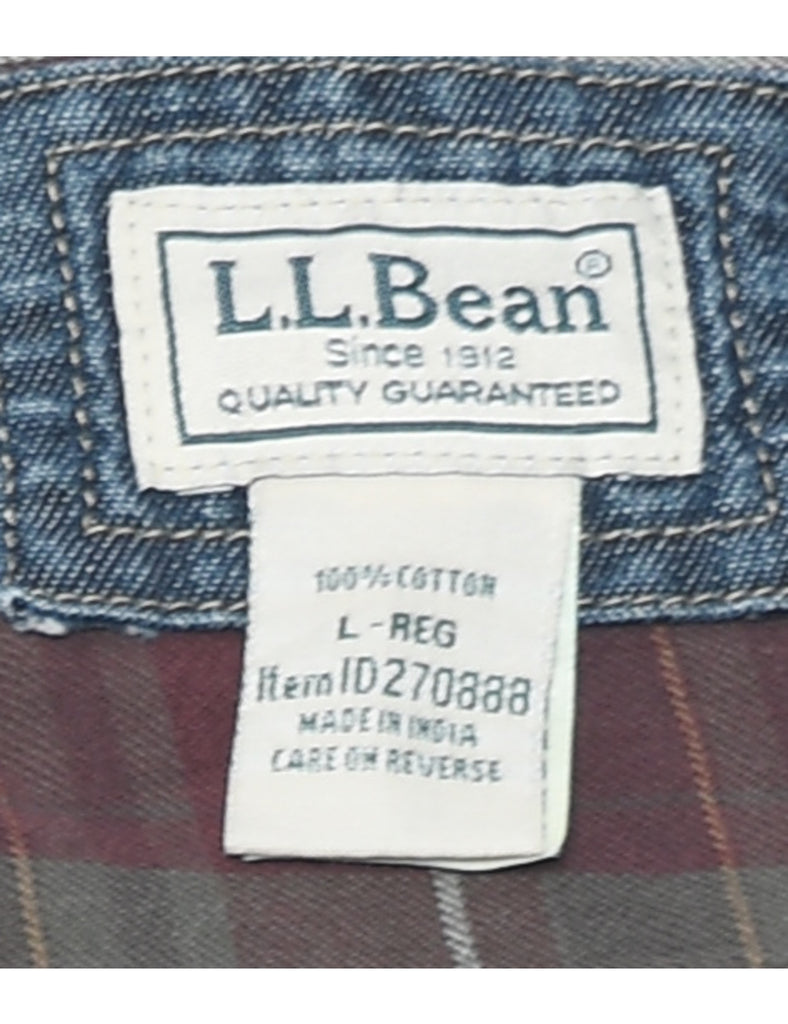 L.L.Bean®
Since 1912
QUALITY GUARANTEED
100% COTTON
L - REG
Item ID270888
MADE IN INDIA
CARE ON REVERSE